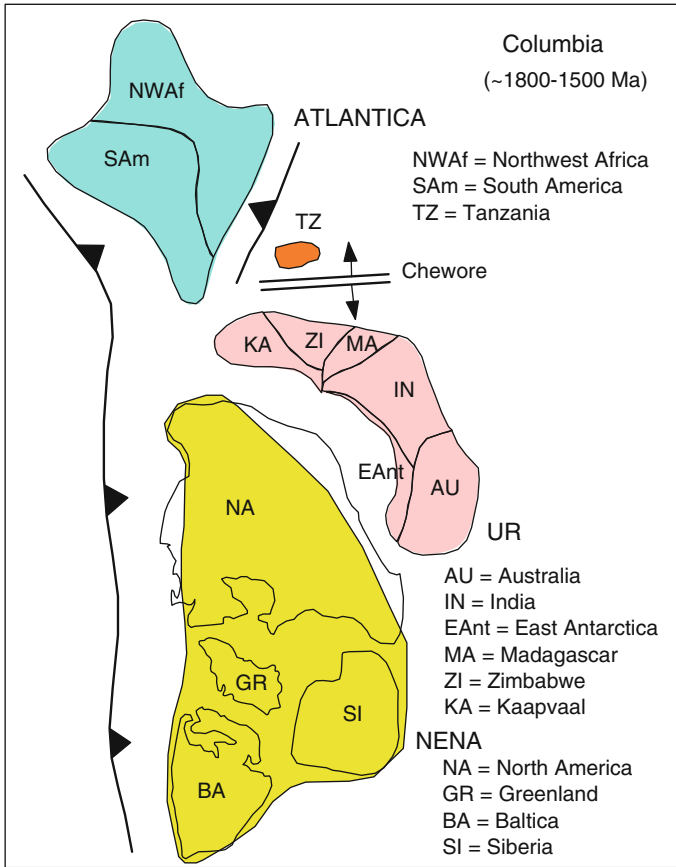 Columbia
(~1800-1500 Ma)
NWAf
ATLANTICA
SAm
NWAf = Northwest Africa
SAm = South America
TZ = Tanzania
TZ
Chewore
KA
ZI
MA
IN
EAnt
AU
NA
UR
AU = Australia
IN = India
EAnt = East Antarctica
MA = Madagascar
ZI = Zimbabwe
KA = Kaapvaal
GR
SI
BA
NENA
NA = North America
GR = Greenland
BA = Baltica
SI = Siberia